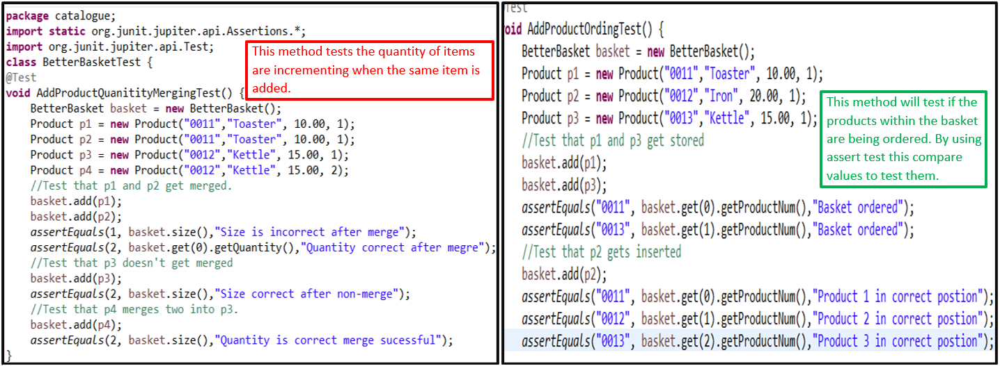 package catalogue;
import static org.junit.jupiter.api.Assertions.*;
import org.junit.jupiter.api.Test;
class BetterBasketTest {
@Test
void AddProductQuanitityMergingTest() {
BetterBasket basket = new BetterBasket();
Product p1 = new Product("0011","Toaster", 10.00, 1);
Product p2 = new Product("0011","Toaster", 10.00, 1);
Product p3 = new Product("0012","Kettle", 15.00, 1);
Product p4 = new Product("0012","Kettle", 15.00, 2);
//Test that p1 and p2 get merged.
basket.add(p1);
basket.add(p2);
assertEquals(1, basket.size(),"Size is incorrect after merge");
assertEquals(2, basket.get(0).getQuantity(),"Quantity correct after megre");
//Test that p3 doesn't get merged
basket.add(p3);
assertEquals(2, basket.size(),"Size correct after non-merge");
//Test that p4 merges two into p3.
basket.add(p4);
assertEquals(2, basket.size(),"Quantity is correct merge sucessful");
}
This method tests the quantity of items
are incrementing when the same item is
added.
Test
oid AddProductOrdingTest() {
BetterBasket basket = new BetterBasket();
Product p1 = new Product("0011","Toaster", 10.00, 1);
Product p2 = new Product("0012","Iron", 20.00, 1);
Product p3 = new Product("0013","Kettle", 15.00, 1);
//Test that p1 and p3 get stored
basket.add(p1);
basket.add(p3);
assertEquals("0011", basket.get(0).getProductNum(),"Basket ordered");
assertEquals("0013", basket.get(1).getProductNum(),"Basket ordered");
//Test that p2 gets inserted
basket.add(p2);
assertEquals("0011", basket.get(0).getProductNum(),"Product 1 in correct postion");
assertEquals("0012", basket.get(1).getProductNum(),"Product 2 in correct postion");
assertEquals("0013", basket.get(2).getProductNum(),"Product 3 in correct postion");
This method will test if the
products within the basket
are being ordered. By using
assert test this compare
values to test them.